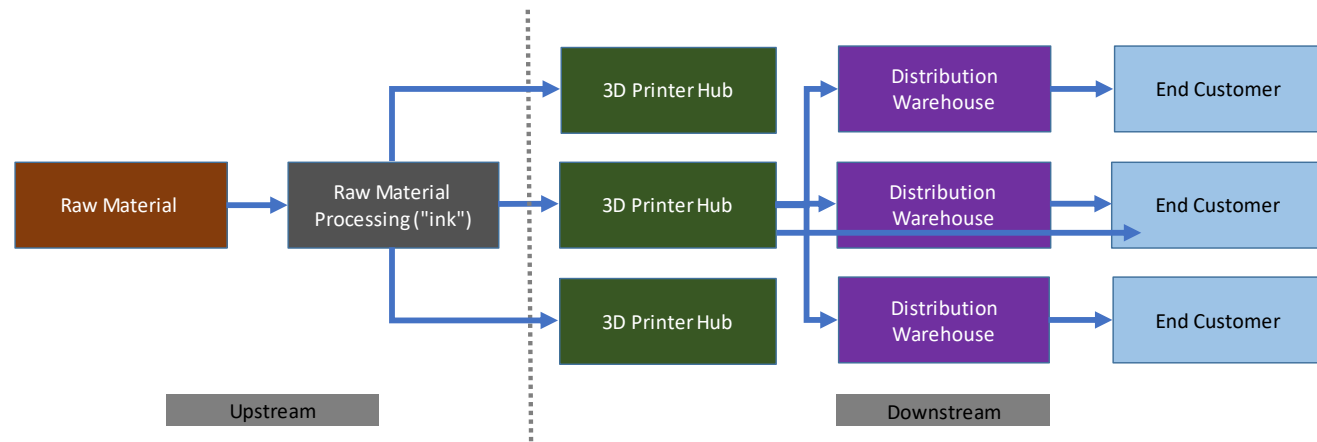 3D Printer Hub
Distribution
Warehouse
End Customer
Raw Material
Raw Material
Processing ("ink")
3D Printer Hub
Distribution
Warehouse
End Customer
3D Printer Hub
Distribution
Warehouse
End Customer
Upstream
Downstream